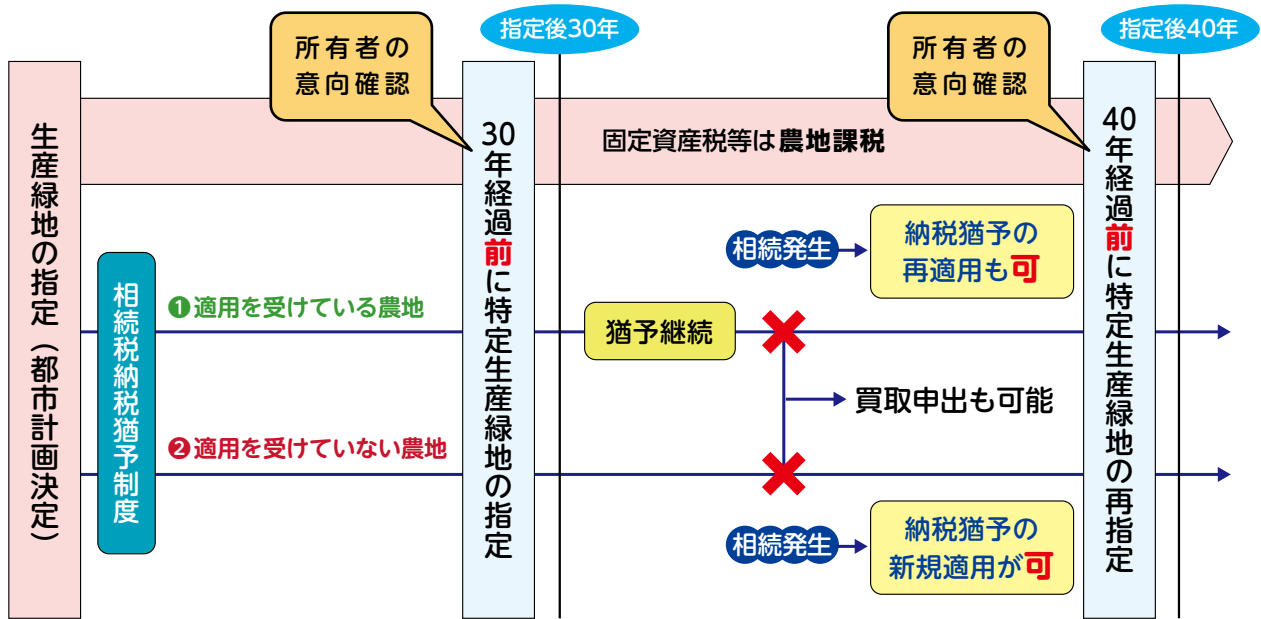 指定後30年
指定後40年
所有者の
意向確認
所有者の
意向確認
生産緑地の指定（都市計画決定）
30年経過前に特定生産緑地の指定
固定資産税等は農地課税
40年経過前に特定生産緑地の再指定
相続税納税猶予制度
相続発生
納税猶予の
再適用も可
❶適用を受けている農地
猶予継続
買取申出も可能
❷適用を受けていない農地
相続発生
納税猶予の
新規適用が可